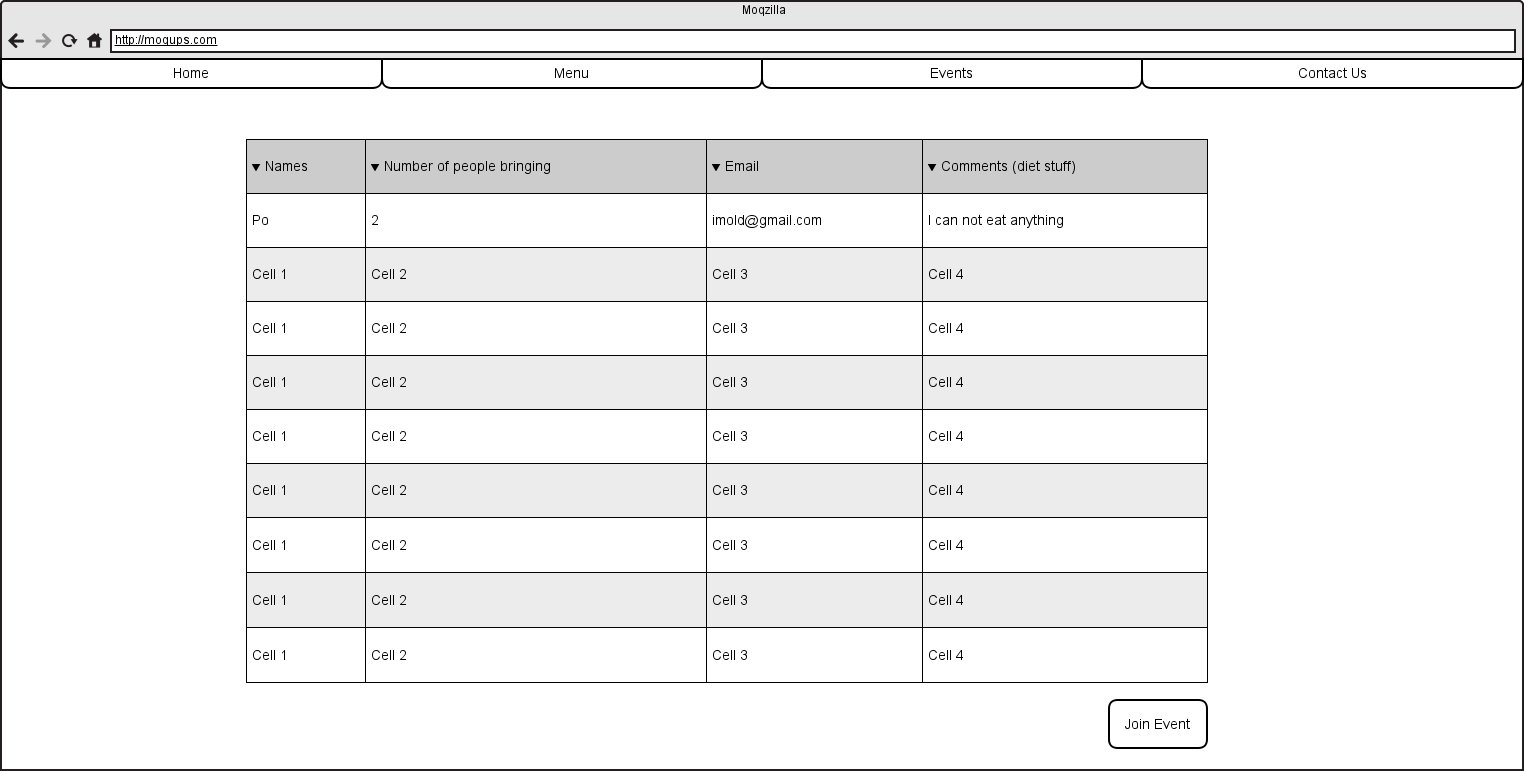 Moqzilla
http://moqups.com
Home Menu Events Contact Us
Names Number of people bringing Email Comments (diet stuff)
Po 2 imold@gmail.com I can not eat anything
Cell 1 Cell 2 Cell 3 Cell 4
Cell 1 Cell 2 Cell 3 Cell 4
Cell 1 Cell 2 Cell 3 Cell 4
Cell 1 Cell 2 Cell 3 Cell 4
Cell 1 Cell 2 Cell 3 Cell 4
Cell 1 Cell 2 Cell 3 Cell 4
Cell 1 Cell 2 Cell 3 Cell 4
Cell 1 Cell 2 Cell 3 Cell 4
Join Event